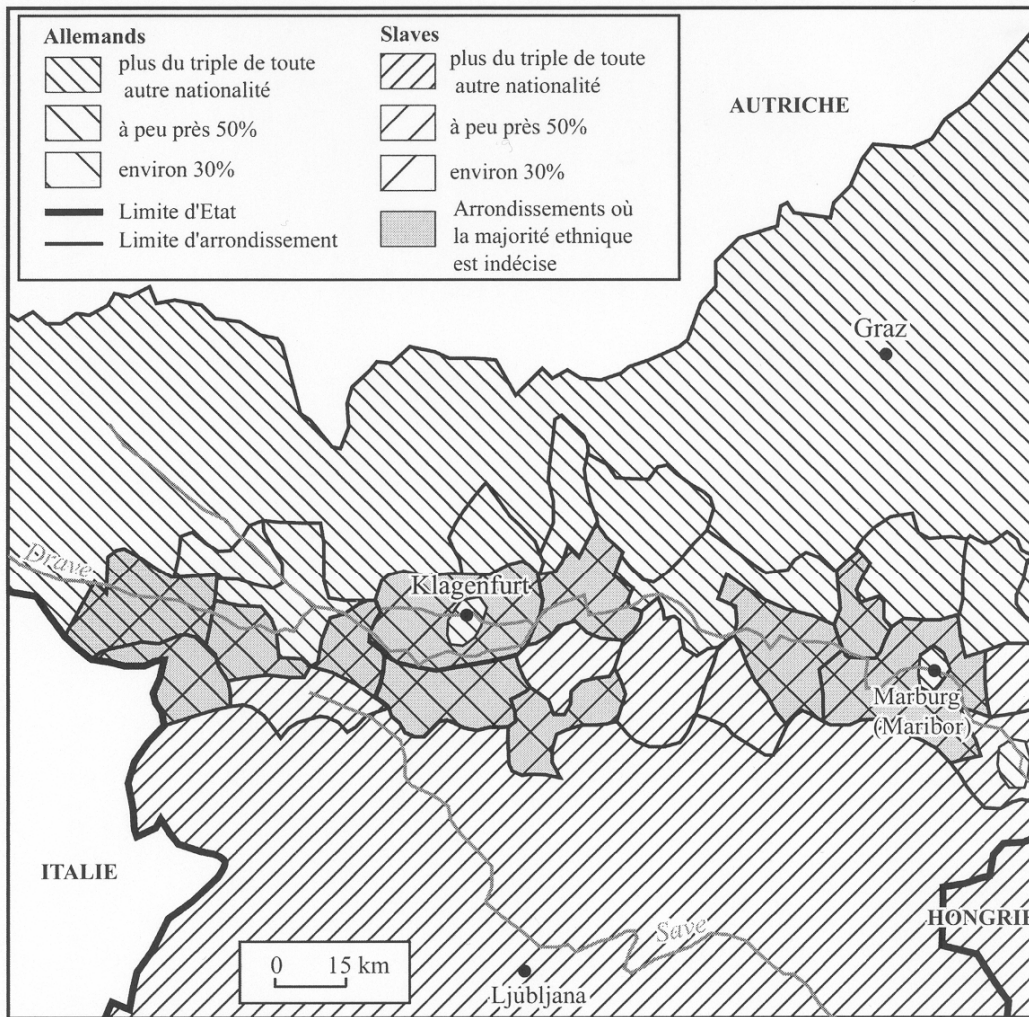 Allemands
plus du triple de toute
autre nationalité
à peu près 50%
environ 30%
Limite d'Etat
Limite d'arrondissement
Slaves
plus du triple de toute
autre nationalité
à peu près 50%
environ 30%
Arrondissements où
la majorité ethnique
est indécise
AUTRICHE
Graz
Drave
Klagenfurt
Marburg
(Maribor)
ITALIE
HONGRIE
Save
0 15 km
Ljubljana